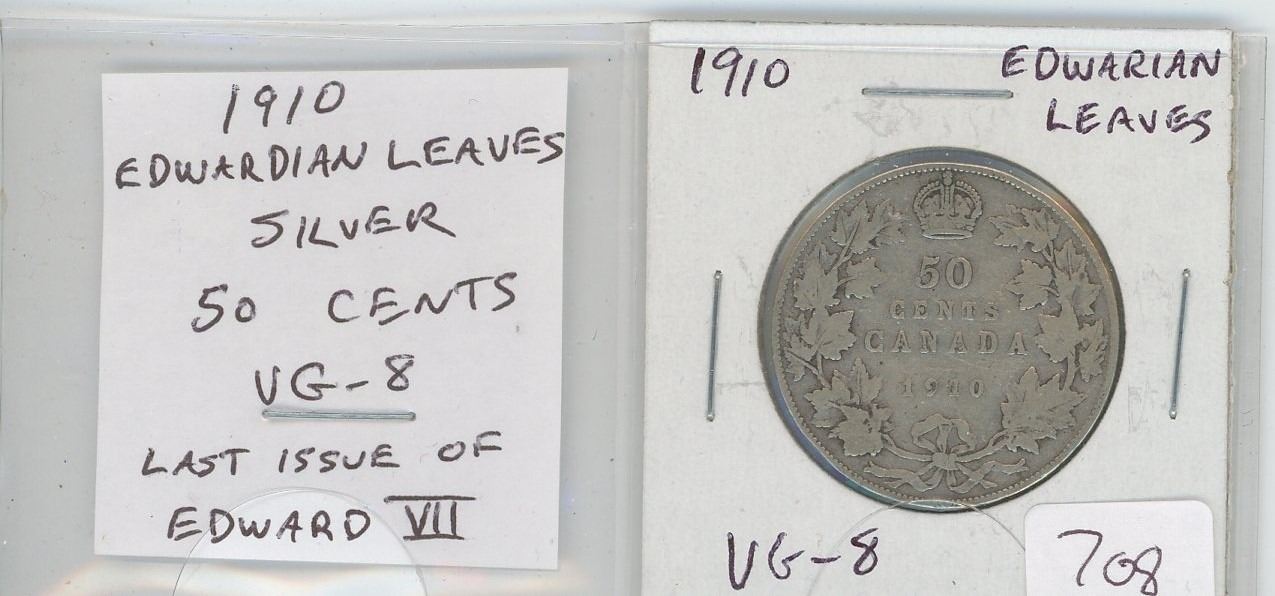 1910
EDWARDIAN LEAVES
SILVER
50 CENTS
VG-8
LAST ISSUE OF
EDWARD VII
1910
EDWARIAN
LEAVES
50
CENTS
CANADA
1910
VG-8
708